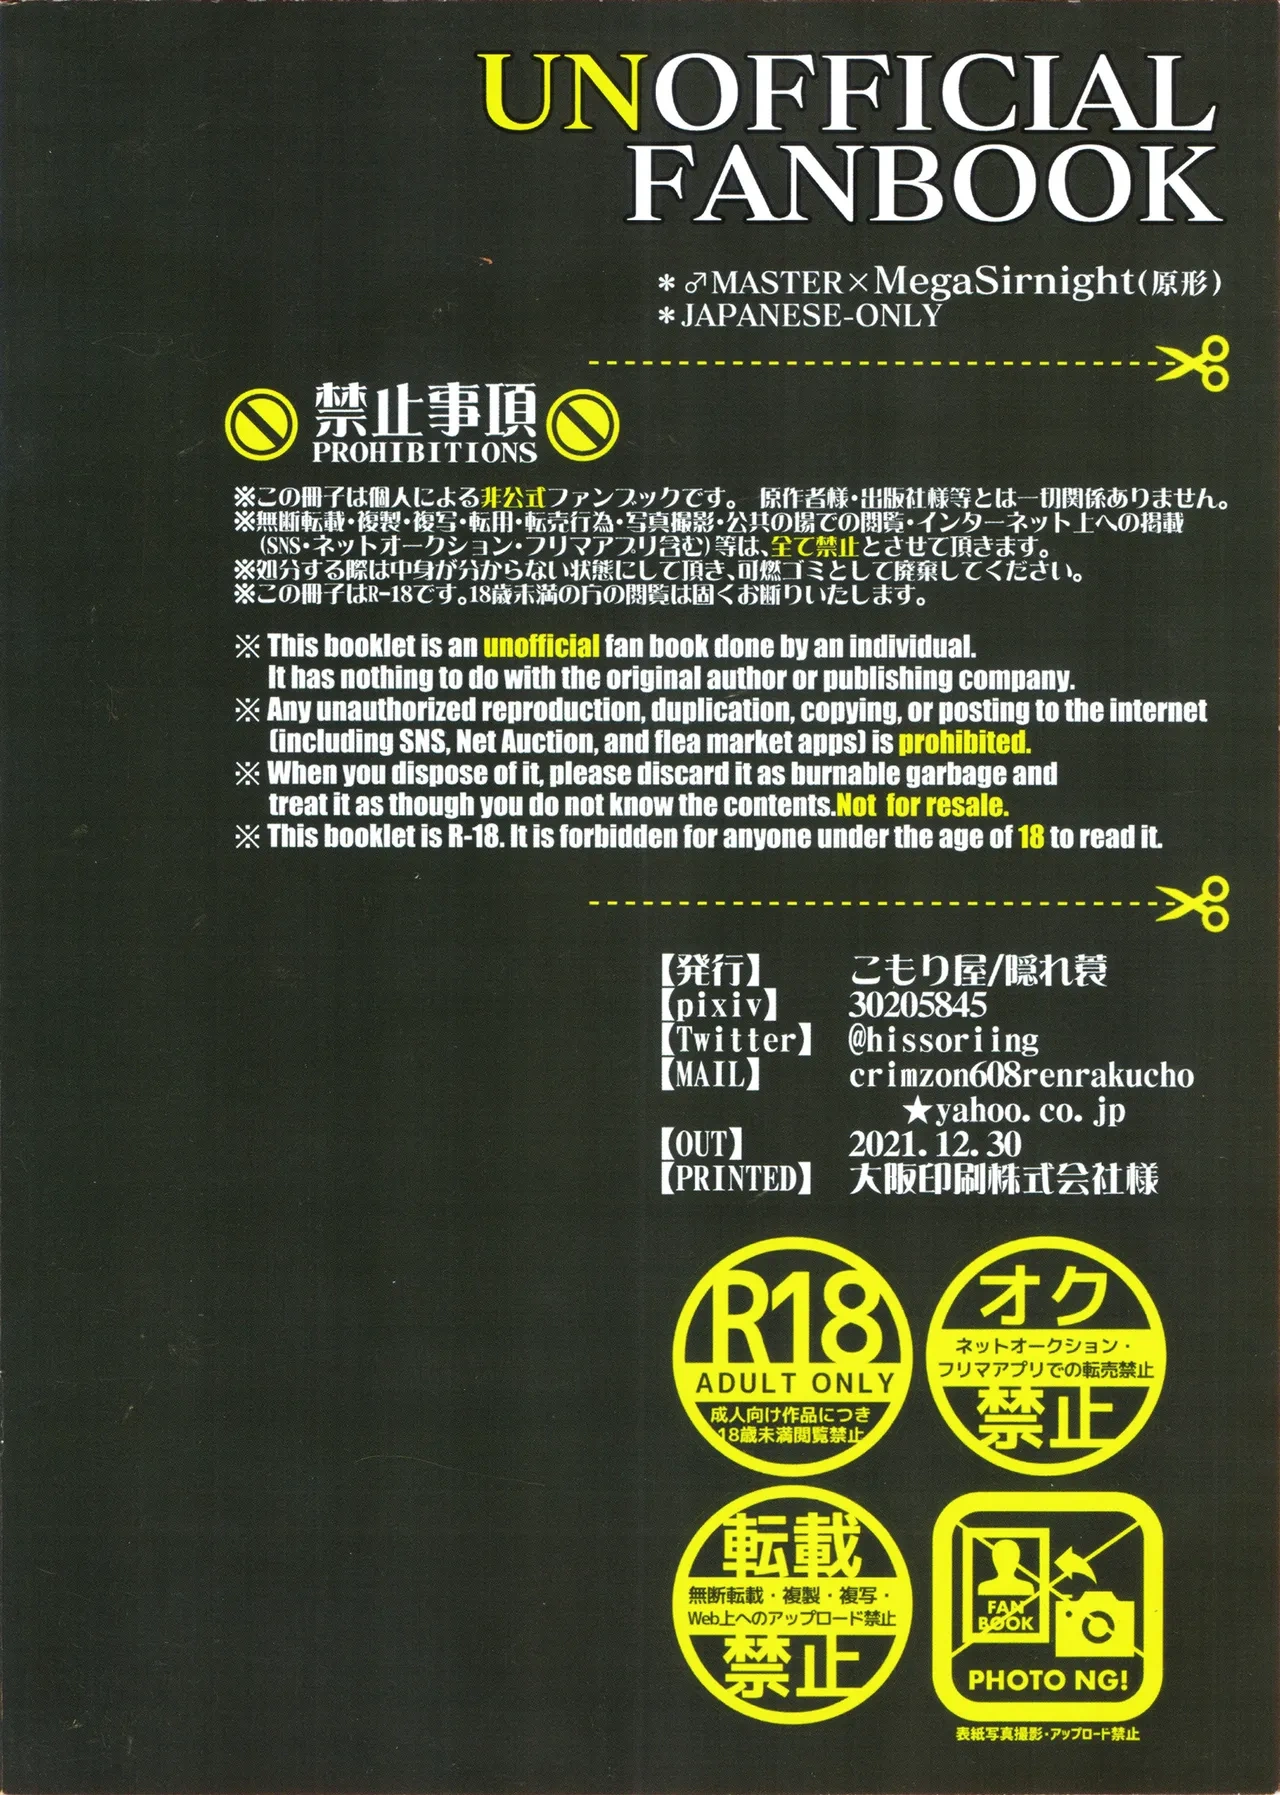 UNOFFICIAL
FANBOOK
＊♂MASTER×MegaSirnight(原形)
＊JAPANESE-ONLY
禁止事項
PROHIBITIONS
※この冊子は個人による非公式ファンブックです。 原作者様・出版社様等とは一切関係ありません。
※無断転載・複製・複写・転用・転売行為・写真撮影・公共の場での閲覧・インターネット上への掲載
(SNS・ネットオークション・フリマアプリ含む)等は、全て禁止とさせて頂きます。
※処分する際は中身が分からない状態にして頂き、可燃ゴミとして廃棄してください。
※この冊子はR-18です。18歳未満の方の閲覧は固くお断りいたします。
※ This booklet is an unofficial fan book done by an individual.
It has nothing to do with the original author or publishing company.
※ Any unauthorized reproduction, duplication, copying, or posting to the internet
(including SNS, Net Auction, and flea market apps) is prohibited.
※ When you dispose of it, please discard it as burnable garbage and
treat it as though you do not know the contents.Not for resale.
※ This booklet is R-18. It is forbidden for anyone under the age of 18 to read it.
【発行】 こもり屋/隠れ蓑
【pixiv】 30205845
【Twitter】 @hissoriing
【MAIL】 crimzon608renrakucho
★yahoo.co.jp
【OUT】 2021.12.30
【PRINTED】 大阪印刷株式会社様
R18
ADULT ONLY
成人向け作品につき
18歳未満閲覧禁止
オク
ネットオークション・
フリマアプリでの転売禁止
禁止
転載
無断転載・複製・複写・
Web上へのアップロード禁止
禁止
FAN
BOOK
PHOTO NG!
表紙写真撮影・アップロード禁止